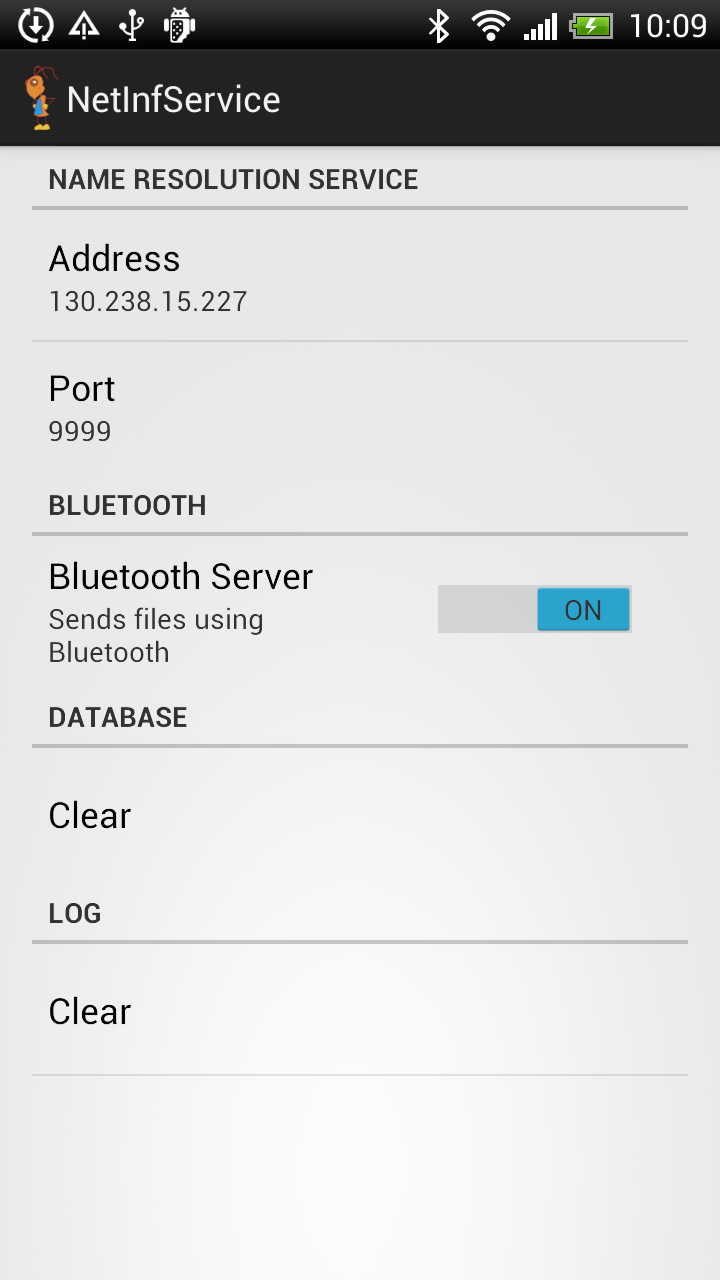 10:09
NetInfService
NAME RESOLUTION SERVICE
Address
130.238.15.227
Port
9999
BLUETOOTH
Bluetooth Server
Sends files using
Bluetooth
ON
DATABASE
Clear
LOG
Clear